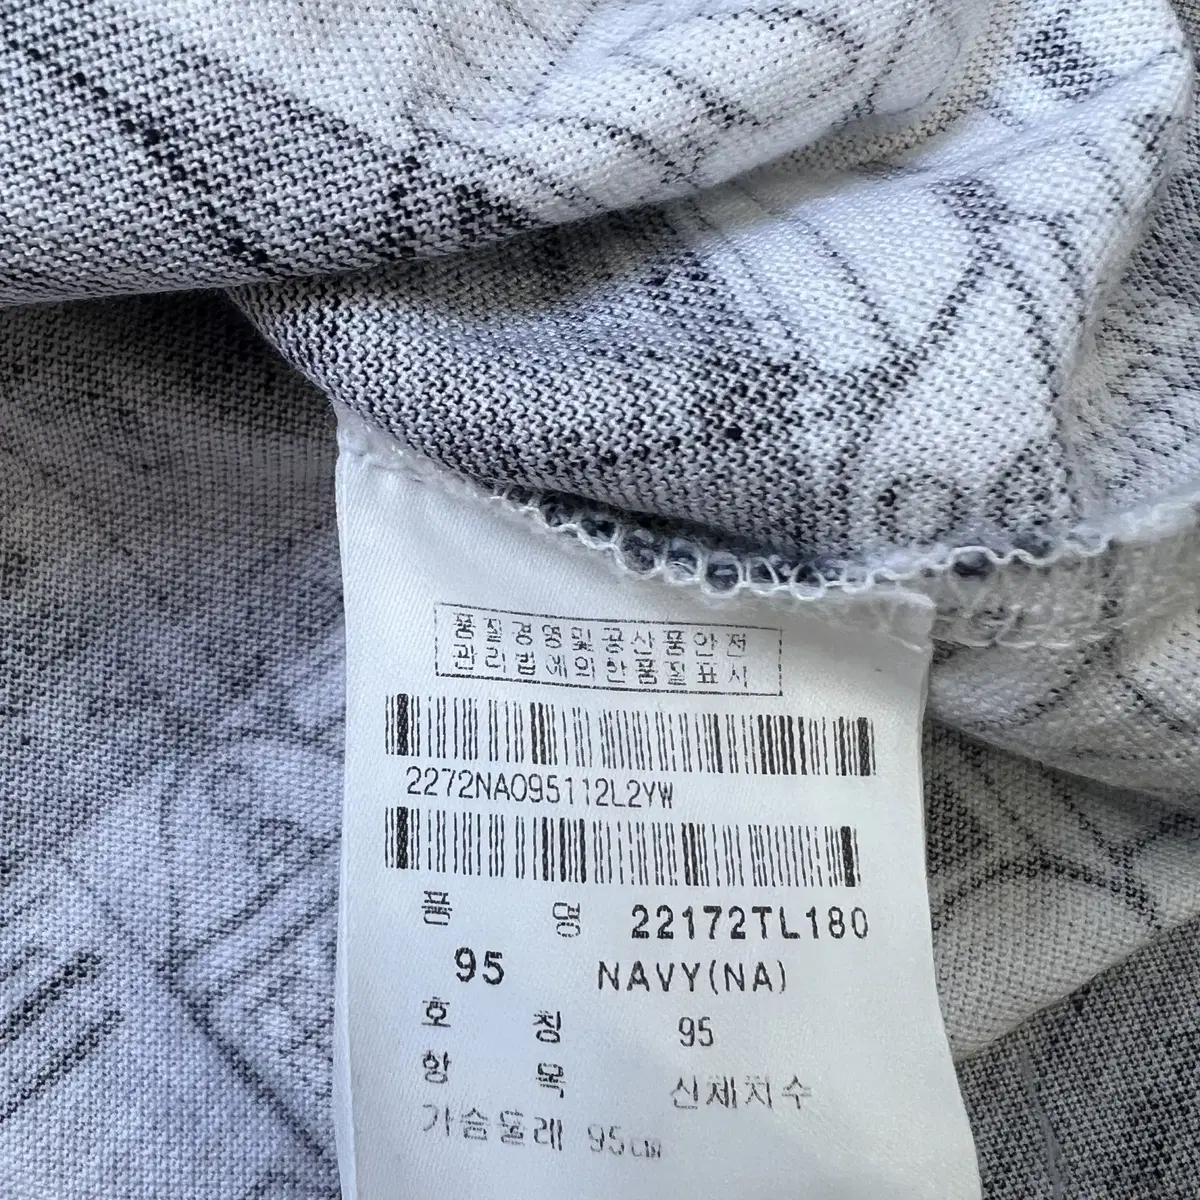 품질경영및공산품안전
관리법에의한품질표시
2272NA095112L2YW
품 명 22172TL180
95 NAVY(NA)
호 칭 95
항 목 신체치수
가슴둘레 95cm